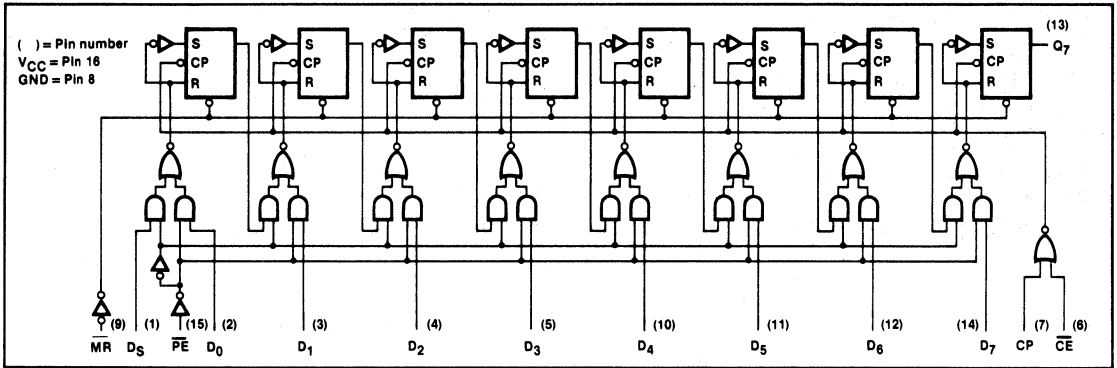 ( ) = Pin number
VCC = Pin 16
GND = Pin 8
S
CP
R
S
CP
R
S
CP
R
S
CP
R
S
CP
R
S
CP
R
S
CP
R
S
CP
R
(13)
Q7
(9) (1) (15) (2) (3) (4) (5) (10) (11) (12) (14) (7) (6)
MR DS PE D0 D1 D2 D3 D4 D5 D6 D7 CP CE